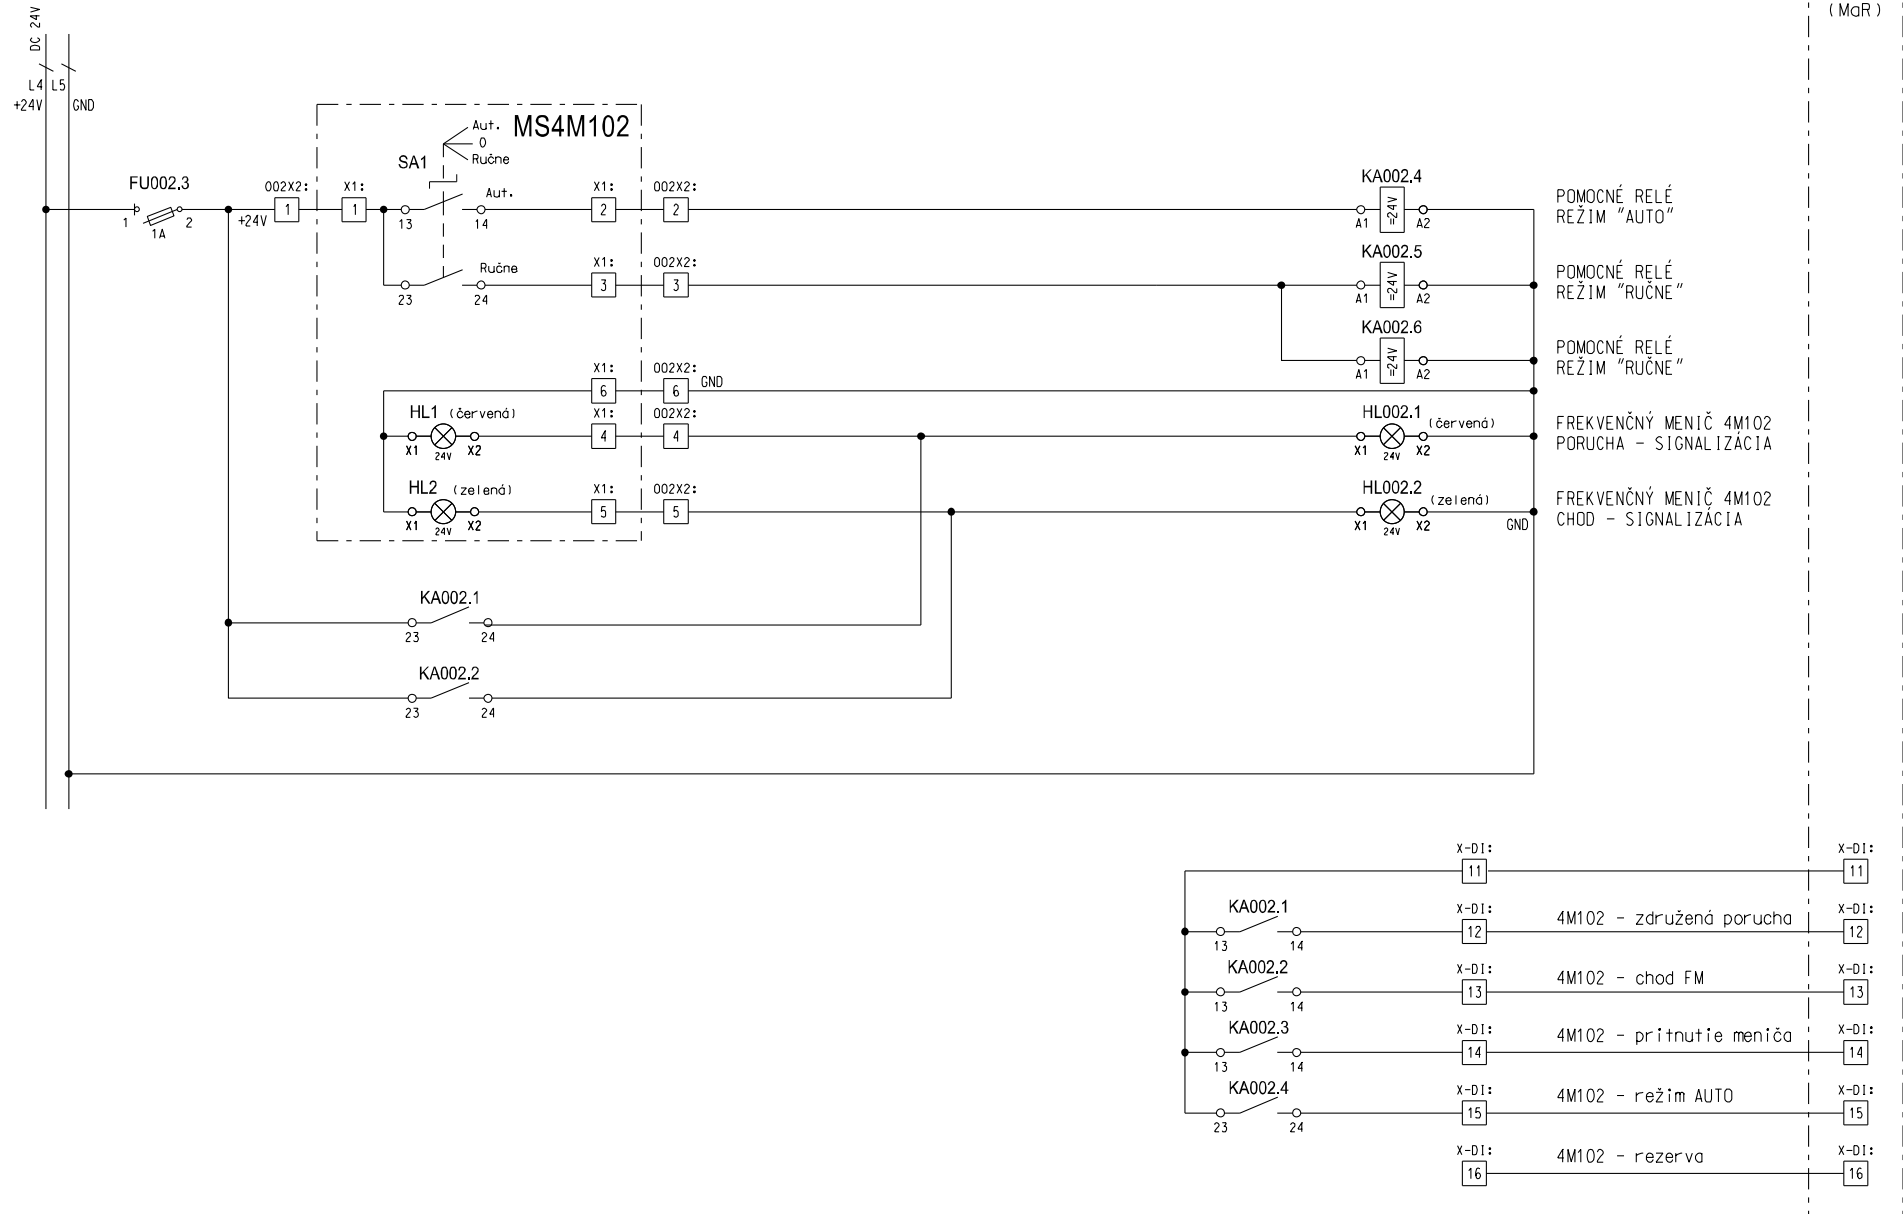 (MaR)
DC 24V
L4 L5
+24V GND
MS4M102
Aut.
0
Ručne
SA1
FU002.3
1 1A 2
+24V
002X2: X1:
1 1
Aut.
13 14
X1: 002X2:
2 2
KA002.4
A1 =24V A2
POMOCNÉ RELÉ
REŽIM "AUTO"
Ručne
23 24
X1: 002X2:
3 3
KA002.5
A1 =24V A2
POMOCNÉ RELÉ
REŽIM "RUČNE"
KA002.6
A1 =24V A2
POMOCNÉ RELÉ
REŽIM "RUČNE"
X1: 002X2:
6 6 GND
HL1 (červená)
X1 24V X2
X1: 002X2:
4 4
HL002.1 (červená)
X1 24V X2
FREKVENČNÝ MENIČ 4M102
PORUCHA - SIGNALIZÁCIA
HL2 (zelená)
X1 24V X2
X1: 002X2:
5 5
HL002.2 (zelená)
X1 24V X2 GND
FREKVENČNÝ MENIČ 4M102
CHOD - SIGNALIZÁCIA
KA002.1
23 24
KA002.2
23 24
X-DI: X-DI:
11 11
KA002.1
13 14
X-DI: X-DI:
12 4M102 - združená porucha 12
KA002.2
13 14
X-DI: X-DI:
13 4M102 - chod FM 13
KA002.3
13 14
X-DI: X-DI:
14 4M102 - pritnutie meniča 14
KA002.4
23 24
X-DI: X-DI:
15 4M102 - režim AUTO 15
X-DI: X-DI:
16 4M102 - rezerva 16